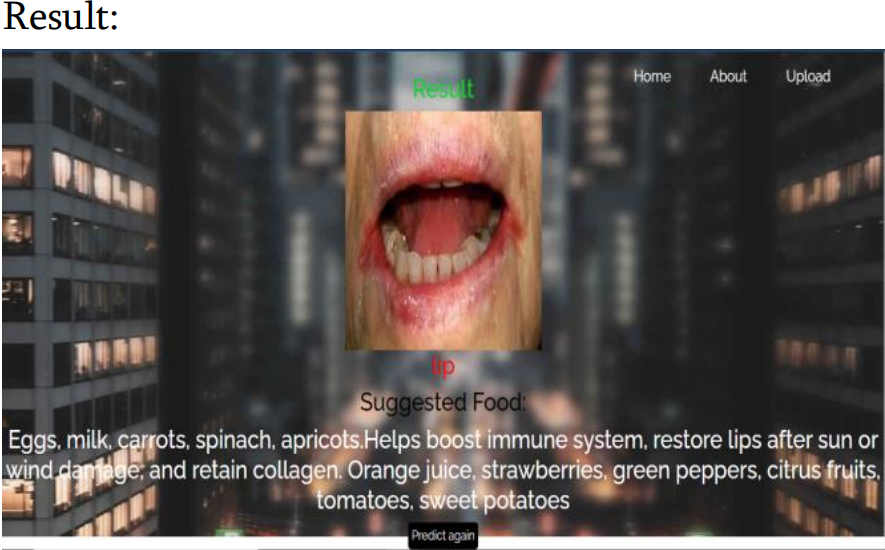 Result:
Home About Upload
Result
lip
Suggested Food:
Eggs, milk, carrots, spinach, apricots.Helps boost immune system, restore lips after sun or
wind damage, and retain collagen. Orange juice, strawberries, green peppers, citrus fruits,
tomatoes, sweet potatoes
Predict again